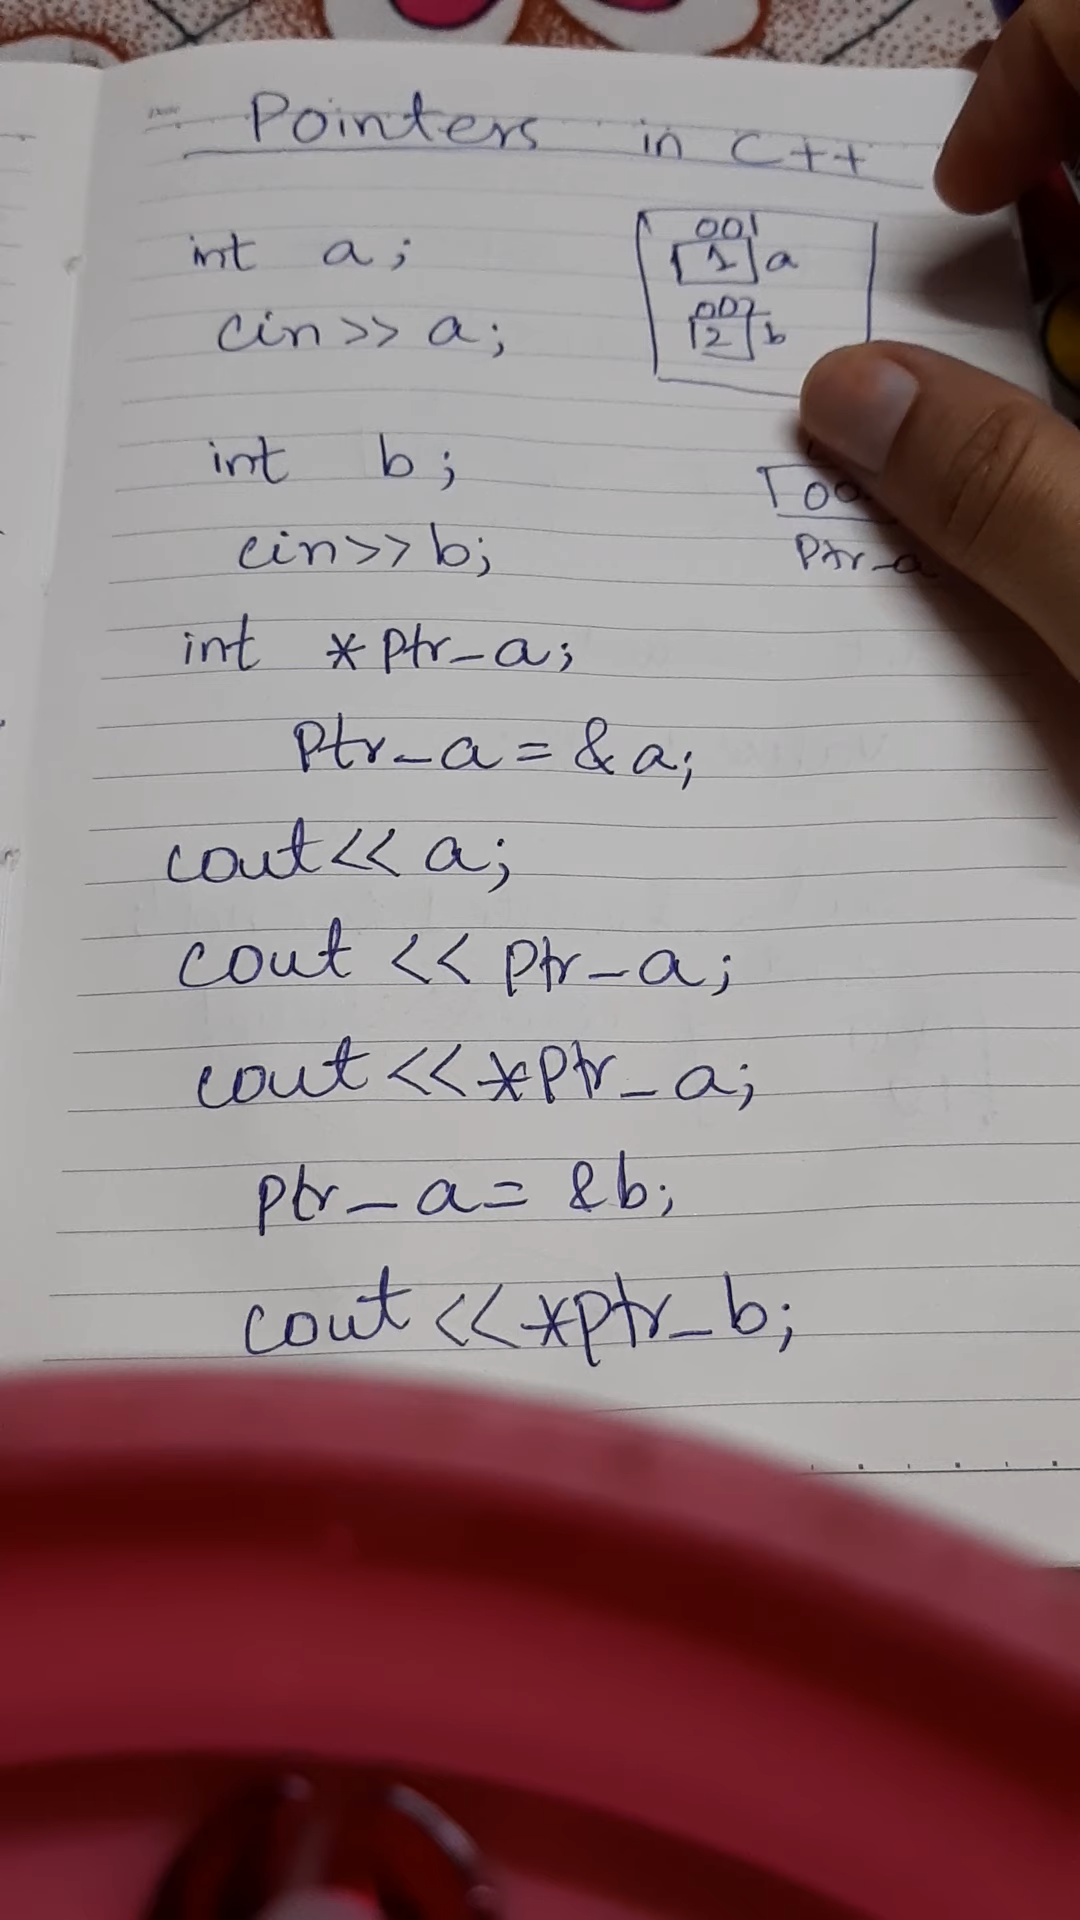 Pointers in C++
int a;
cin>> a;
001
1 a
002
2 b
int b;
cin>>b;
ptr_a
int *ptr_a;
ptr_a = &a;
cout<< a;
cout << ptr_a;
cout <<*ptr_a;
ptr_a = &b;
cout <<*ptr_b;